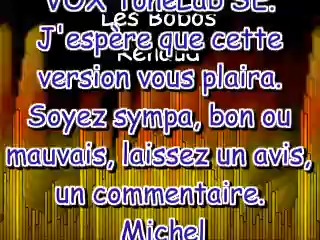 VOX ToneLab SE.
Les Bobos
J'espère que cette
Renaud
version vous plaira.
Soyez sympa, bon ou
mauvais, laissez un avis,
un commentaire.
Michel